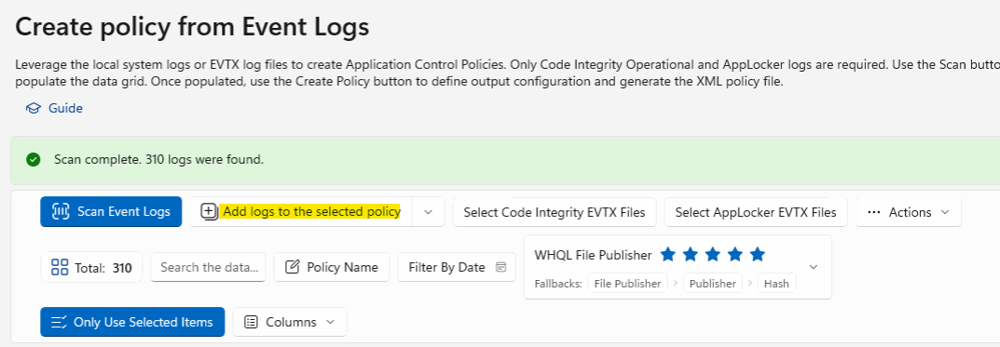 Create policy from Event Logs
Leverage the local system logs or EVTX log files to create Application Control Policies. Only Code Integrity Operational and AppLocker logs are required. Use the Scan butto
populate the data grid. Once populated, use the Create Policy button to define output configuration and generate the XML policy file.
Guide
Scan complete. 310 logs were found.
Scan Event Logs Add logs to the selected policy Select Code Integrity EVTX Files Select AppLocker EVTX Files ··· Actions
Total: 310 Search the data... Policy Name Filter By Date WHQL File Publisher
Fallbacks: File Publisher > Publisher > Hash
Only Use Selected Items Columns